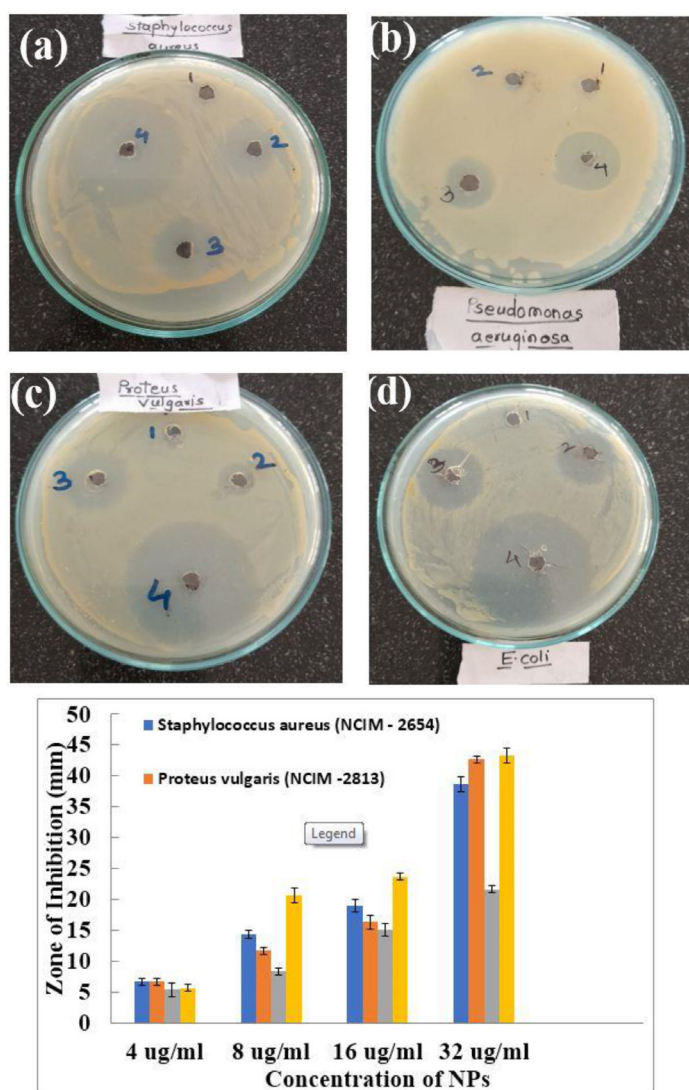 (a)
Staphylococcus
aureus
1
4
2
3
(b)
2
1
3
4
Pseudomonas
aeruginosa
(c)
Proteus
vulgaris
1
3
2
4
(d)
1
2
3
4
E.coli
50
45
40
35
30
25
20
15
10
5
0
Zone of Inhibition (mm)
Staphylococcus aureus (NCIM - 2654)
Proteus vulgaris (NCIM -2813)
Legend
4 ug/ml 8 ug/ml 16 ug/ml 32 ug/ml
Concentration of NPs